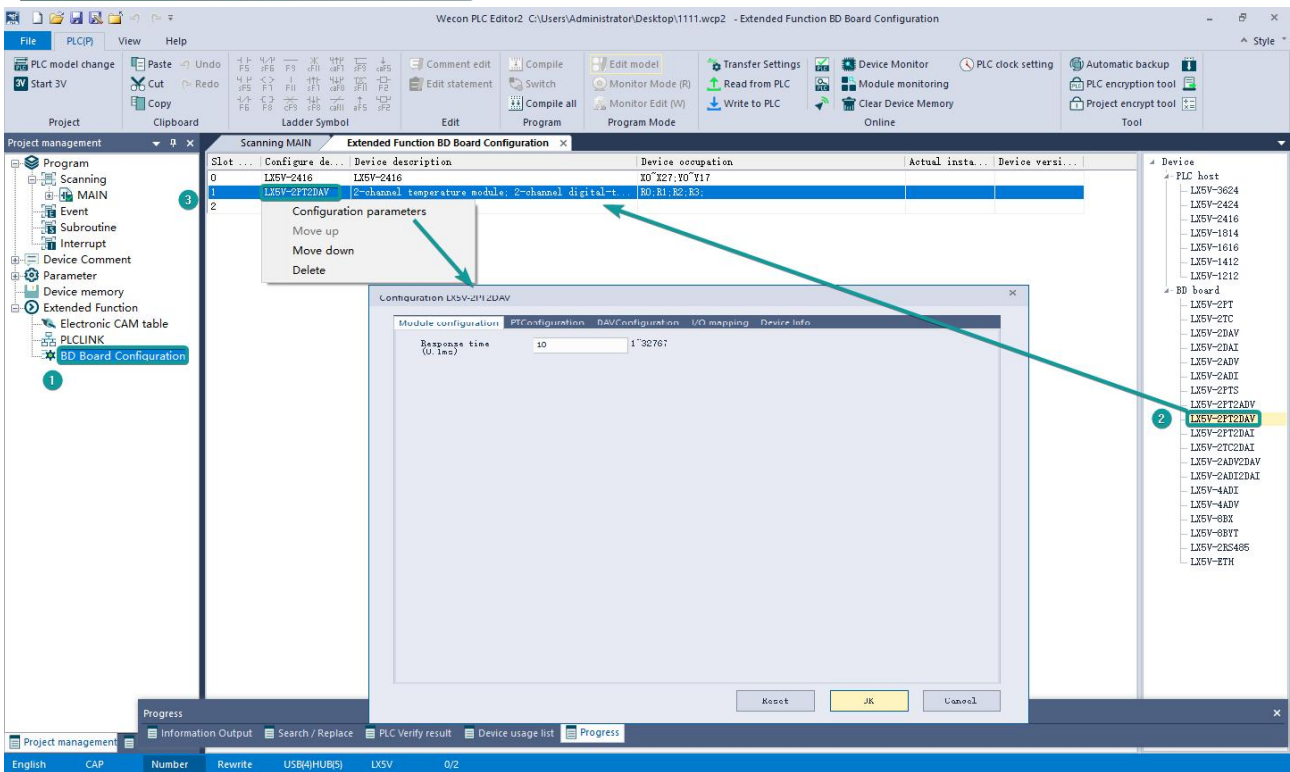 Wecon PLC Editor2 C:\Users\Administrator\Desktop\1111.wcp2 - Extended Function BD Board Configuration
File PLC(P) View Help
Style
PLC model change
Start 3V
Project
Paste Undo
Cut Redo
Copy
Clipboard
Ladder Symbol
Comment edit
Edit statement
Edit
Compile
Switch
Compile all
Program
Edit model
Monitor Mode (R)
Monitor Edit (W)
Program Mode
Transfer Settings
Read from PLC
Write to PLC
Device Monitor
Module monitoring
Clear Device Memory
PLC clock setting
Online
Automatic backup
PLC encryption tool
Project encrypt tool
Tool
Project management
Program
Scanning
MAIN
Event
Subroutine
Interrupt
Device Comment
Parameter
Device memory
Extended Function
Electronic CAM table
PLCLINK
BD Board Configuration
1
Scanning MAIN Extended Function BD Board Configuration
Slot ... Configure de... Device description Device occupation Actual insta... Device versi...
0 LX5V-2416 LX5V-2416 X0~X27;Y0~Y17
1 LX5V-2PT2DAV 2-channel temperature module; 2-channel digital-t... R0;R1;R2;R3;
2
3
Configuration parameters
Move up
Move down
Delete
Configuration LX5V-2PT2DAV
Module configuration PTConfiguration DAVConfiguration I/O mapping Device Info
Response time 10 1~32767
(0.1ms)
Reset JK Cancel
Device
PLC host
LX5V-3624
LX5V-2424
LX5V-2416
LX5V-1814
LX5V-1616
LX5V-1412
LX5V-1212
BD board
LX5V-2PT
LX5V-2TC
LX5V-2DAV
LX5V-2DAI
LX5V-2ADV
LX5V-2ADI
LX5V-2PTS
LX5V-2PT2ADV
2 LX5V-2PT2DAV
LX5V-2PT2DAI
LX5V-2TC2DAI
LX5V-2ADV2DAV
LX5V-2ADI2DAI
LX5V-4ADI
LX5V-4ADV
LX5V-8BX
LX5V-8BYT
LX5V-2RS485
LX5V-ETH
Progress
Project management
Information Output Search / Replace PLC Verify result Device usage list Progress
English CAP Number Rewrite USB(4)HUB(5) LX5V 0/2